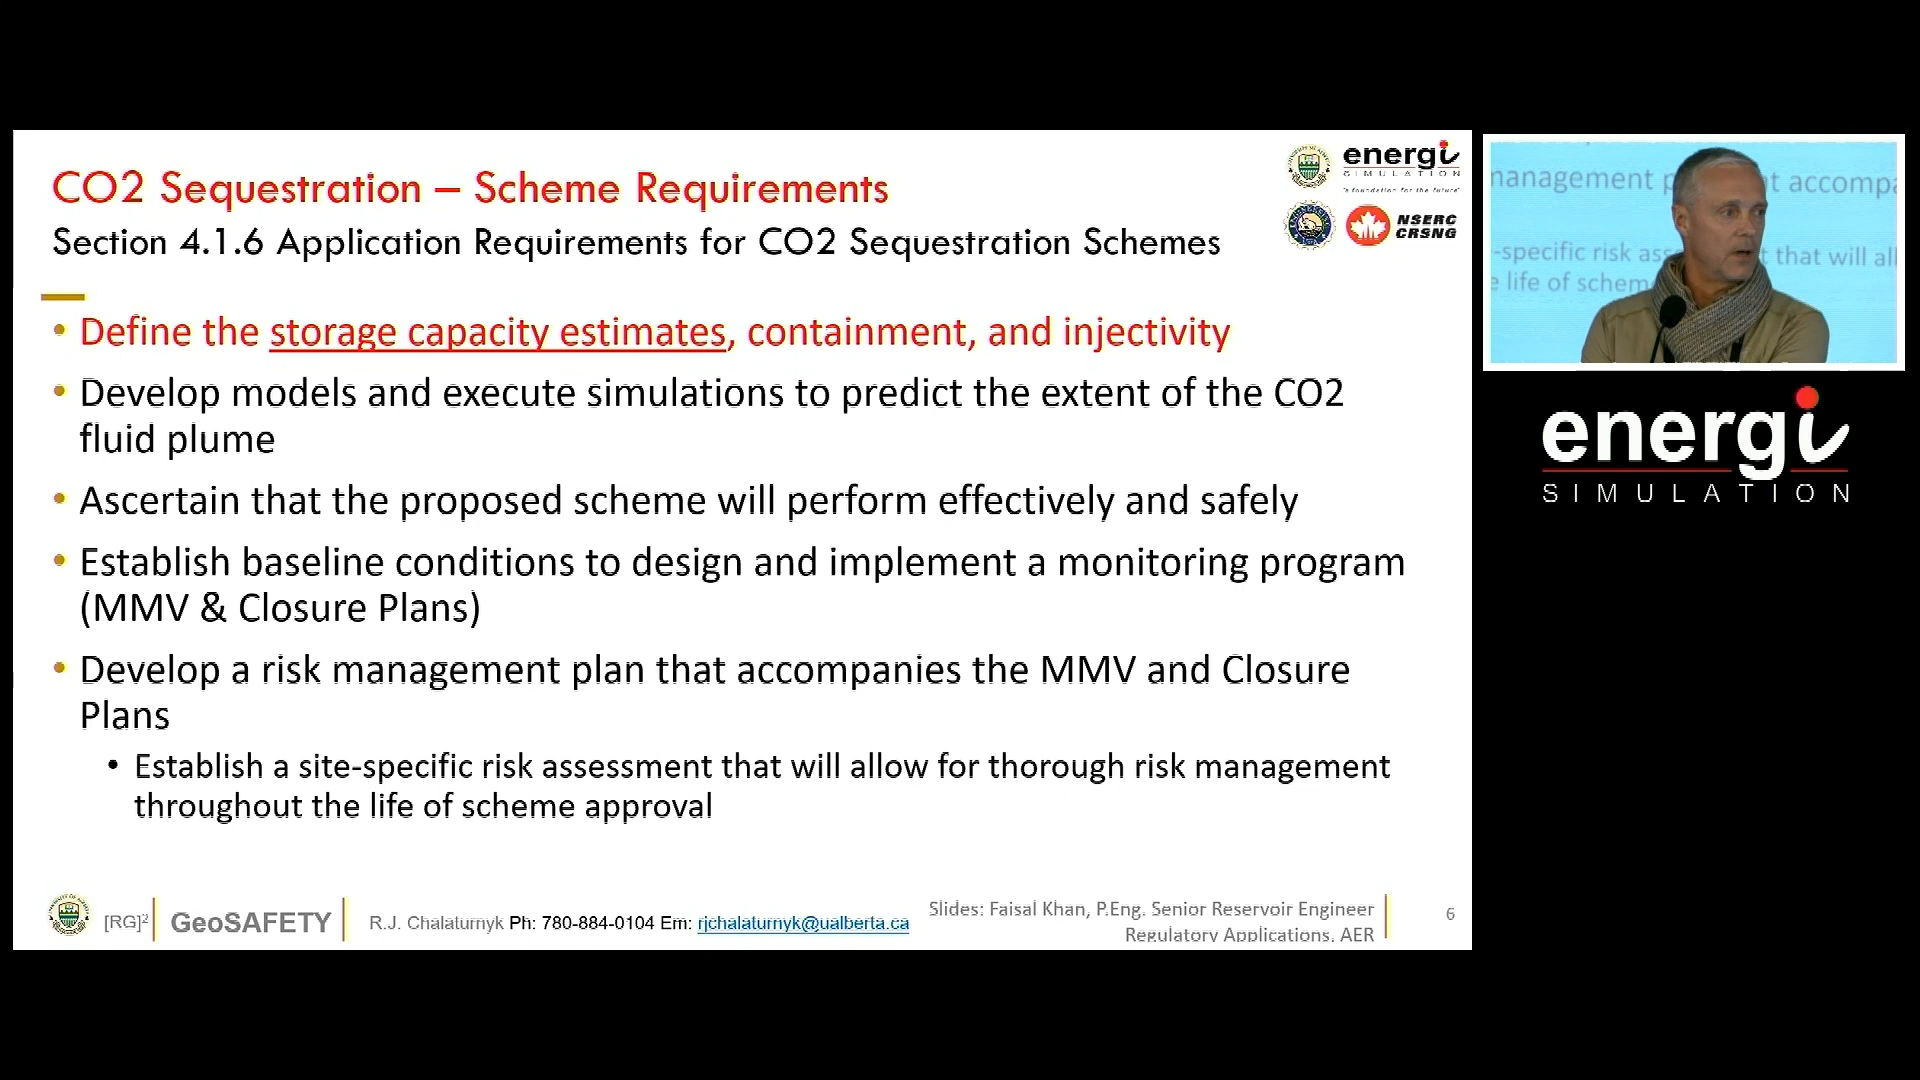 CO2 Sequestration – Scheme Requirements
Section 4.1.6 Application Requirements for CO2 Sequestration Schemes
energi
SIMULATION
"a foundation for the future"
NSERC
CRSNG
• Define the storage capacity estimates, containment, and injectivity
• Develop models and execute simulations to predict the extent of the CO2
fluid plume
• Ascertain that the proposed scheme will perform effectively and safely
• Establish baseline conditions to design and implement a monitoring program
(MMV & Closure Plans)
• Develop a risk management plan that accompanies the MMV and Closure
Plans
• Establish a site-specific risk assessment that will allow for thorough risk management
throughout the life of scheme approval
[RG]²
GeoSAFETY
R.J. Chalaturnyk Ph: 780-884-0104 Em: rjchalaturnyk@ualberta.ca
Slides: Faisal Khan, P.Eng. Senior Reservoir Engineer
Regulatory Applications, AER
6
management p t accompa
-specific risk ass t that will all
e life of schem
energi
SIMULATION